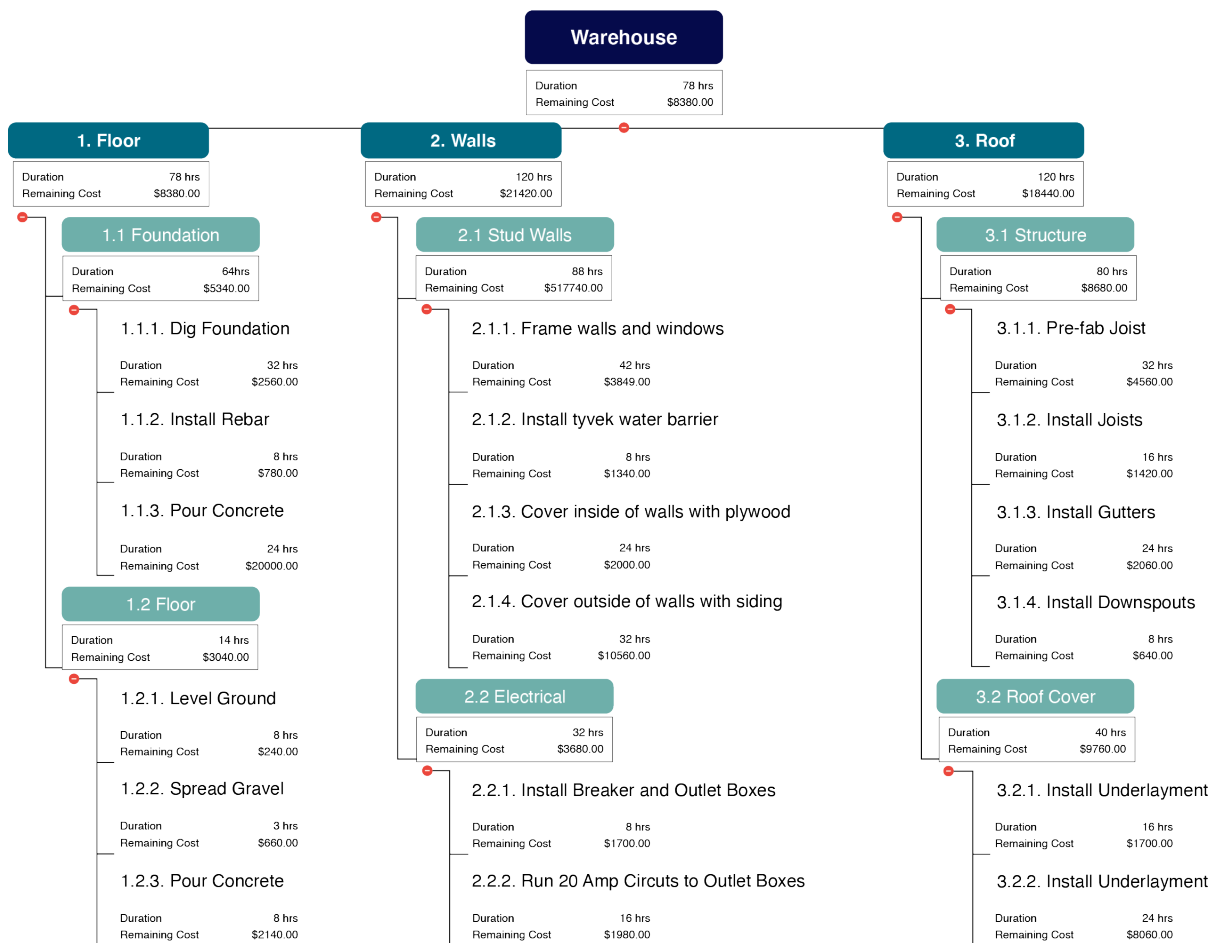 Warehouse
Duration 78 hrs
Remaining Cost $8380.00
1. Floor
Duration 78 hrs
Remaining Cost $8380.00
1.1 Foundation
Duration 64hrs
Remaining Cost $5340.00
1.1.1. Dig Foundation
Duration 32 hrs
Remaining Cost $2560.00
1.1.2. Install Rebar
Duration 8 hrs
Remaining Cost $780.00
1.1.3. Pour Concrete
Duration 24 hrs
Remaining Cost $20000.00
1.2 Floor
Duration 14 hrs
Remaining Cost $3040.00
1.2.1. Level Ground
Duration 8 hrs
Remaining Cost $240.00
1.2.2. Spread Gravel
Duration 3 hrs
Remaining Cost $660.00
1.2.3. Pour Concrete
Duration 8 hrs
Remaining Cost $2140.00
2. Walls
Duration 120 hrs
Remaining Cost $21420.00
2.1 Stud Walls
Duration 88 hrs
Remaining Cost $517740.00
2.1.1. Frame walls and windows
Duration 42 hrs
Remaining Cost $3849.00
2.1.2. Install tyvek water barrier
Duration 8 hrs
Remaining Cost $1340.00
2.1.3. Cover inside of walls with plywood
Duration 24 hrs
Remaining Cost $2000.00
2.1.4. Cover outside of walls with siding
Duration 32 hrs
Remaining Cost $10560.00
2.2 Electrical
Duration 32 hrs
Remaining Cost $3680.00
2.2.1. Install Breaker and Outlet Boxes
Duration 8 hrs
Remaining Cost $1700.00
2.2.2. Run 20 Amp Circuts to Outlet Boxes
Duration 16 hrs
Remaining Cost $1980.00
3. Roof
Duration 120 hrs
Remaining Cost $18440.00
3.1 Structure
Duration 80 hrs
Remaining Cost $8680.00
3.1.1. Pre-fab Joist
Duration 32 hrs
Remaining Cost $4560.00
3.1.2. Install Joists
Duration 16 hrs
Remaining Cost $1420.00
3.1.3. Install Gutters
Duration 24 hrs
Remaining Cost $2060.00
3.1.4. Install Downspouts
Duration 8 hrs
Remaining Cost $640.00
3.2 Roof Cover
Duration 40 hrs
Remaining Cost $9760.00
3.2.1. Install Underlayment
Duration 16 hrs
Remaining Cost $1700.00
3.2.2. Install Underlayment
Duration 24 hrs
Remaining Cost $8060.00